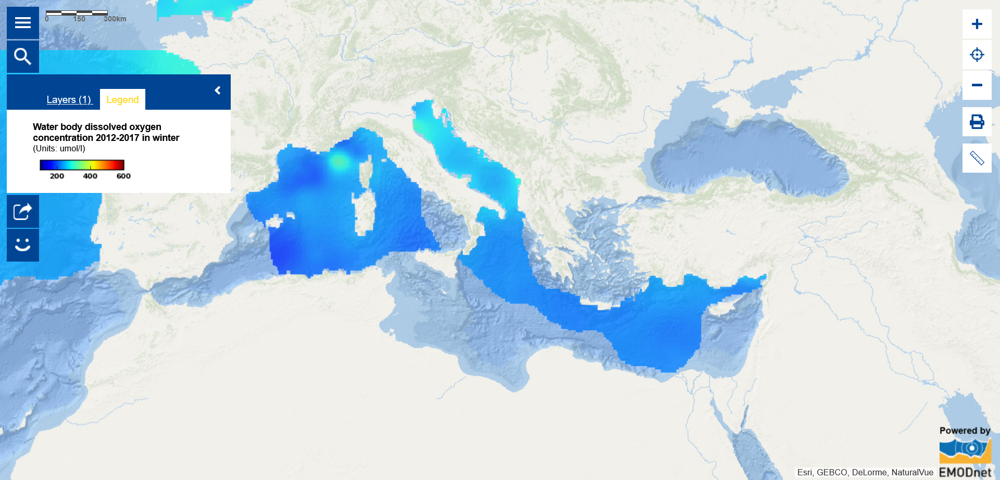 0 150 300km
Layers (1)
Legend
Water body dissolved oxygen
concentration 2012-2017 in winter
(Units: umol/l)
200 400 600
Powered by
EMODnet
Esri, GEBCO, DeLorme, NaturalVue